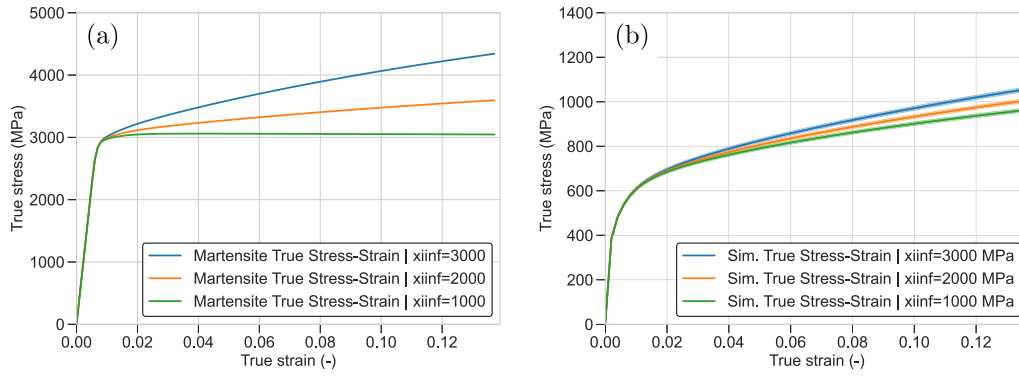 (a)
5000
4000
3000
2000
1000
0
True stress (MPa)
0.00
0.02
0.04
0.06
0.08
0.10
0.12
True strain (-)
Martensite True Stress-Strain | xiinf=3000
Martensite True Stress-Strain | xiinf=2000
Martensite True Stress-Strain | xiinf=1000
(b)
1400
1200
1000
800
600
400
200
0
True stress (MPa)
0.00
0.02
0.04
0.06
0.08
0.10
0.12
True strain (-)
Sim. True Stress-Strain | xiinf=3000 MPa
Sim. True Stress-Strain | xiinf=2000 MPa
Sim. True Stress-Strain | xiinf=1000 MPa